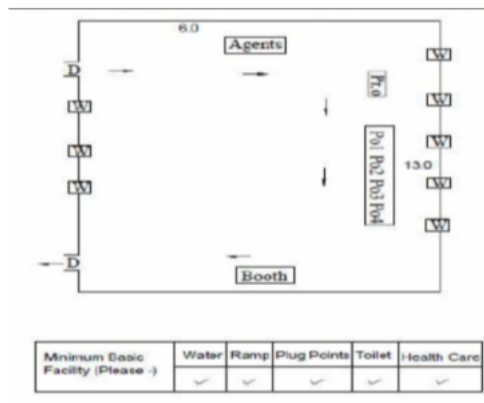 6.0
Agents
D
W
W
W
W
W
W
W
W
Pr.o
Po1 Po2 Po3 Po4
13.0
D
Booth
Minimum Basic Facility (Please -)
Water Ramp Plug Points Toilet Health Care